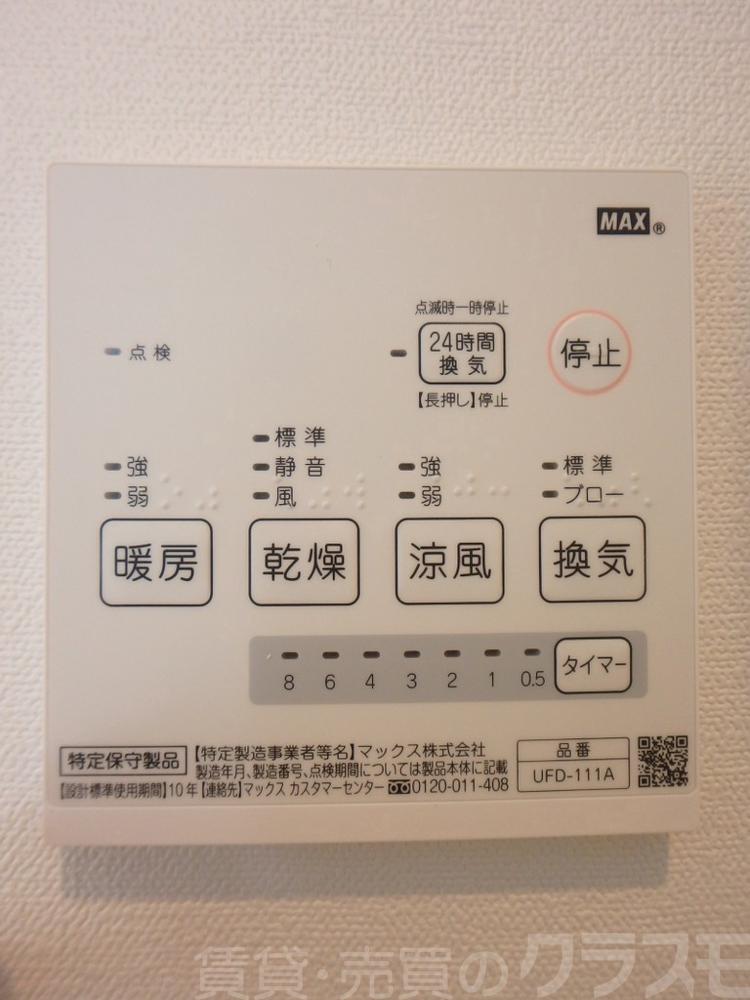 MAX®
点滅時一時停止
点検
24時間
換気
停止
【長押し】停止
標準
強
静音
強
標準
弱
風
弱
ブロー
暖房
乾燥
涼風
換気
8 6 4 3 2 1 0.5
タイマー
特定保守製品
【特定製造事業者等名】マックス株式会社
製造年月、製造番号、点検期間については製品本体に記載
【設計標準使用期間】10年【連絡先】マックス カスタマーセンター 0120-011-408
品番
UFD-111A
賃貸・売買のクラスモ